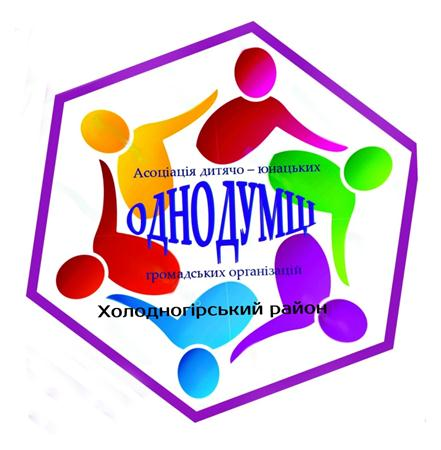 Асоціація дитячо – юнацьких
ОДНОДУМЦІ
громадських організацій
Холодногірський район